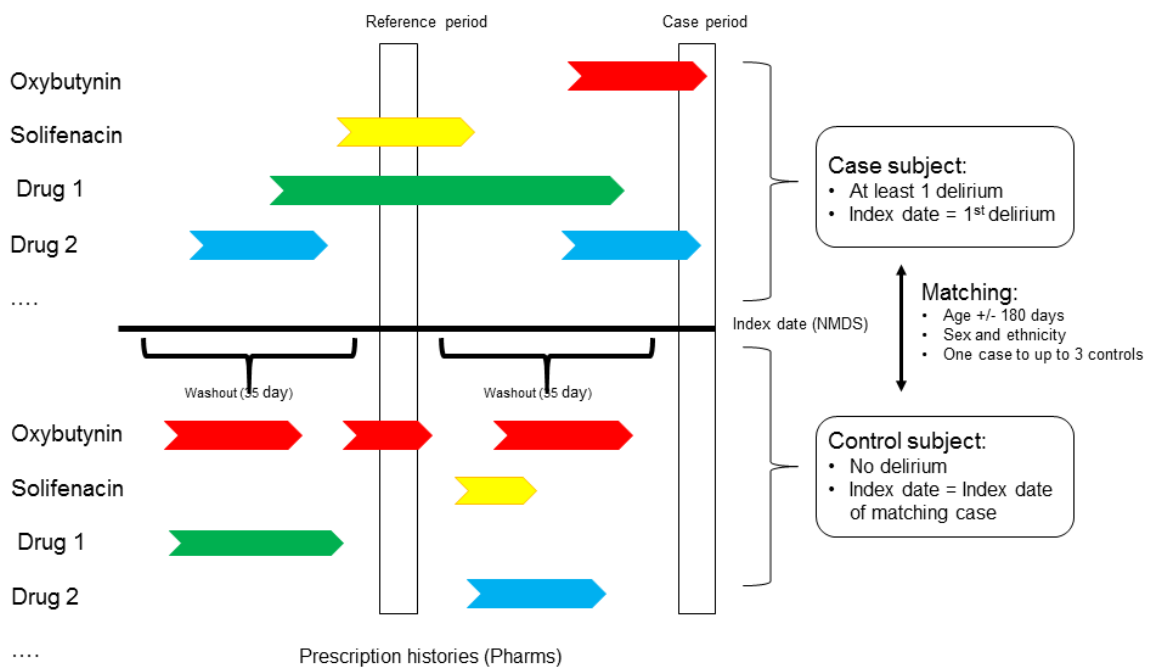 Reference period
Case period
Oxybutynin
Solifenacin
Drug 1
Drug 2
....
Case subject:
• At least 1 delirium
• Index date = 1st delirium
Matching:
• Age +/- 180 days
• Sex and ethnicity
• One case to up to 3 controls
Index date (NMDS)
Washout (35 day)
Washout (35 day)
Oxybutynin
Solifenacin
Drug 1
Drug 2
....
Control subject:
• No delirium
• Index date = Index date
of matching case
Prescription histories (Pharms)